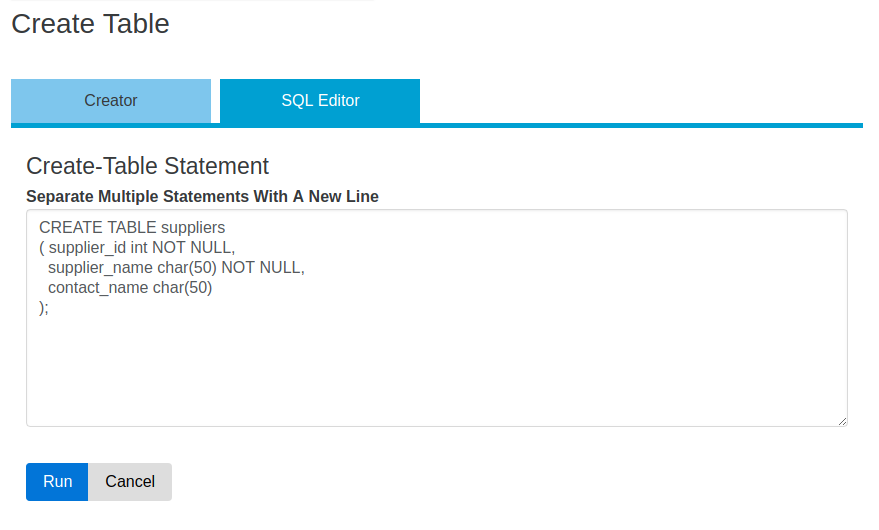 Create Table
Creator
SQL Editor
Create-Table Statement
Separate Multiple Statements With A New Line
CREATE TABLE suppliers
( supplier_id int NOT NULL,
  supplier_name char(50) NOT NULL,
  contact_name char(50)
);
Run
Cancel